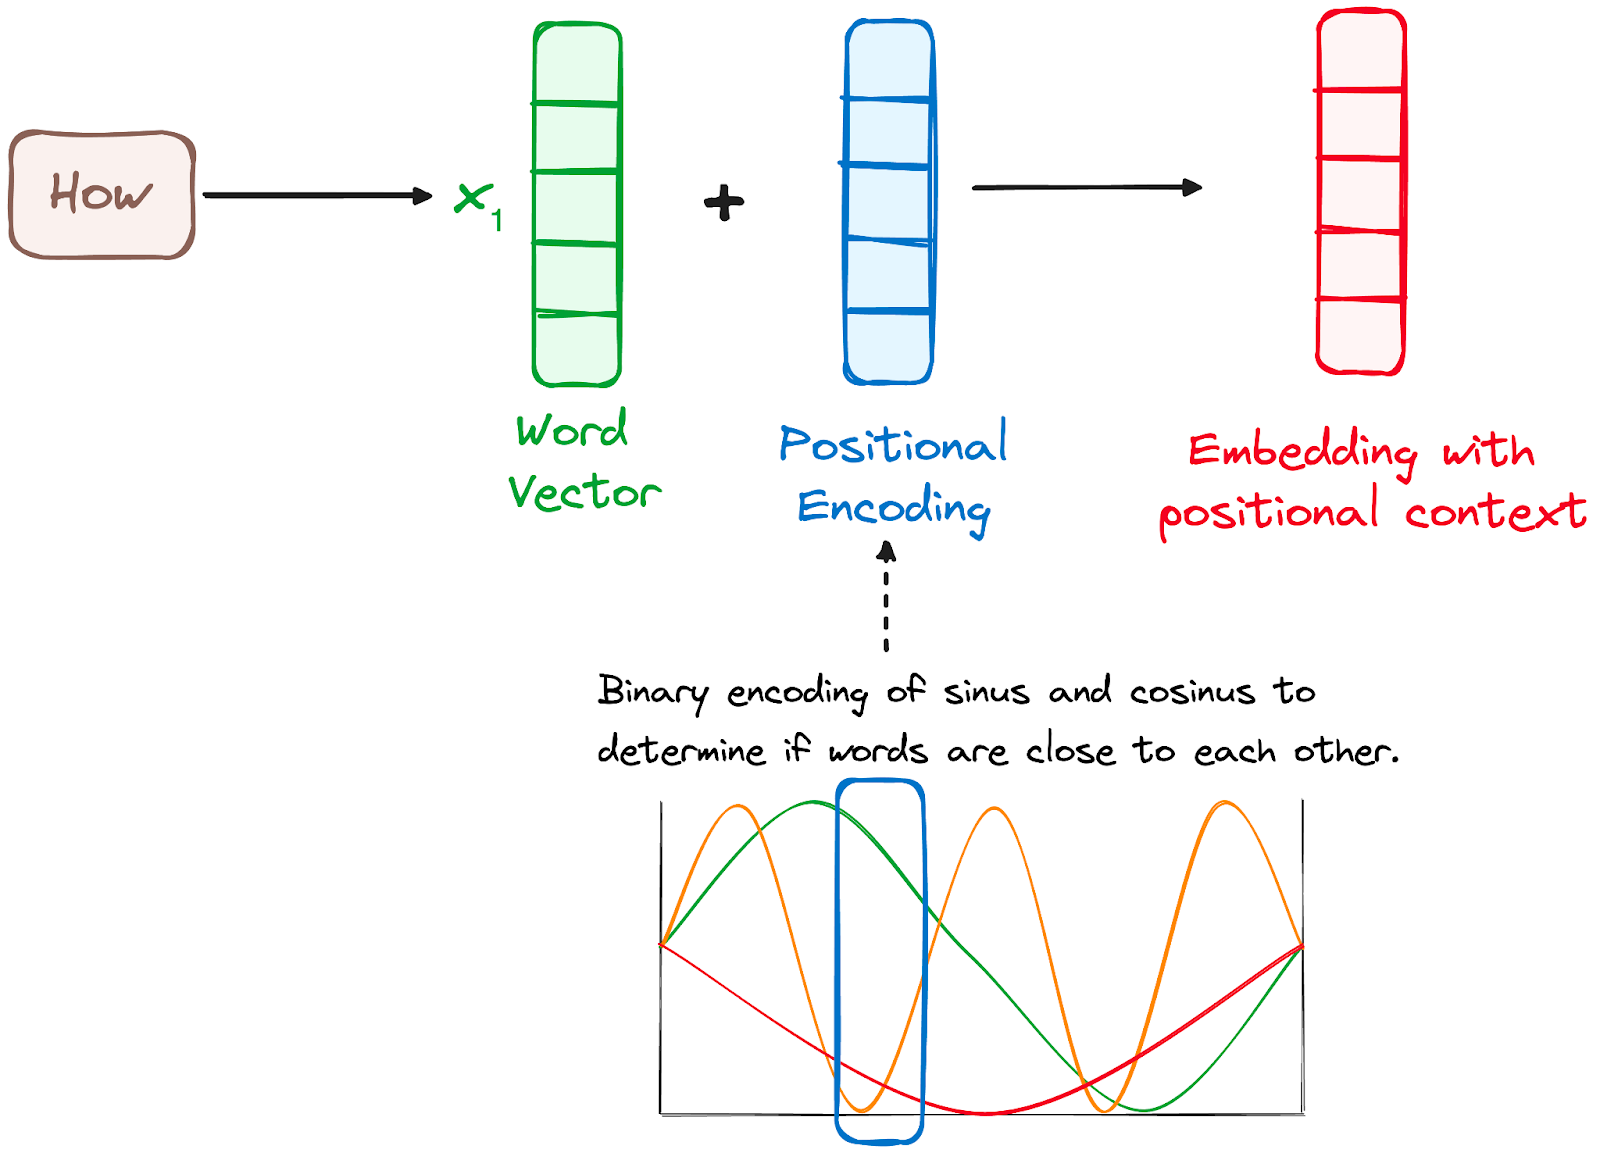 How
x₁
+
Word
Vector
Positional
Encoding
Embedding with
positional context
Binary encoding of sinus and cosinus to
determine if words are close to each other.